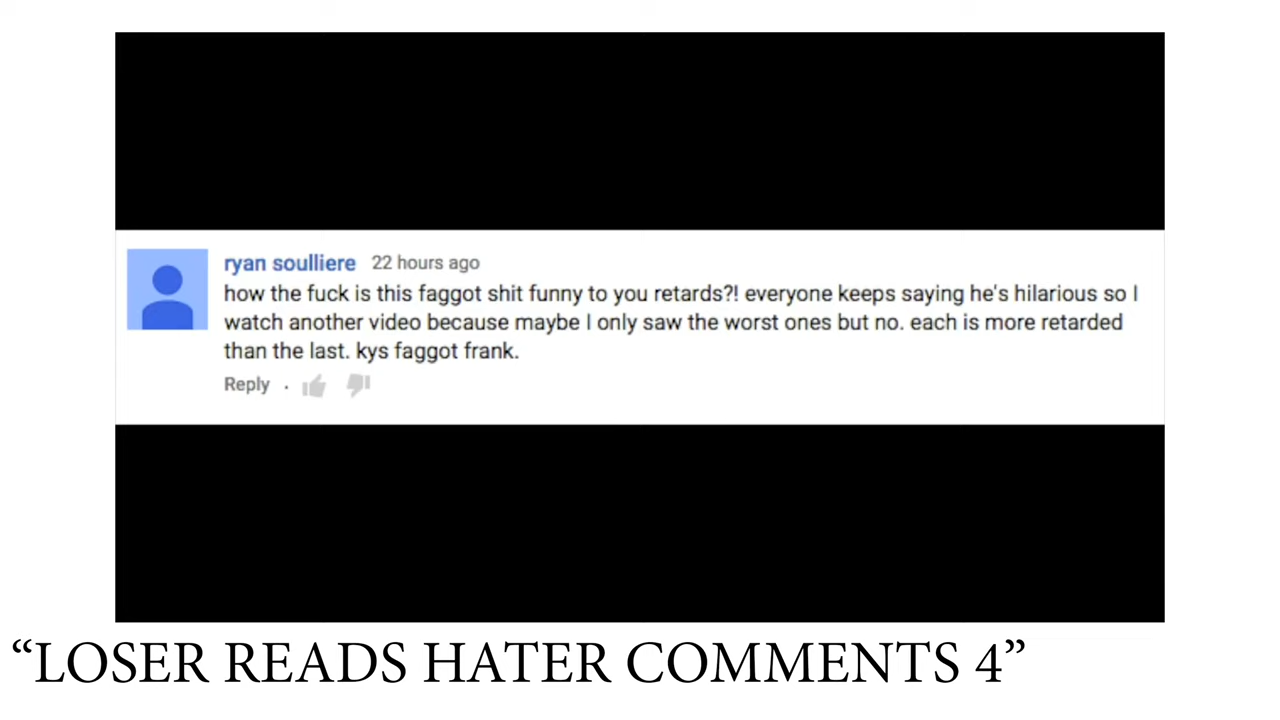 ryan soulliere 22 hours ago
how the fuck is this faggot shit funny to you retards?! everyone keeps saying he's hilarious so I
watch another video because maybe I only saw the worst ones but no. each is more retarded
than the last. kys faggot frank.
Reply .
“LOSER READS HATER COMMENTS 4”